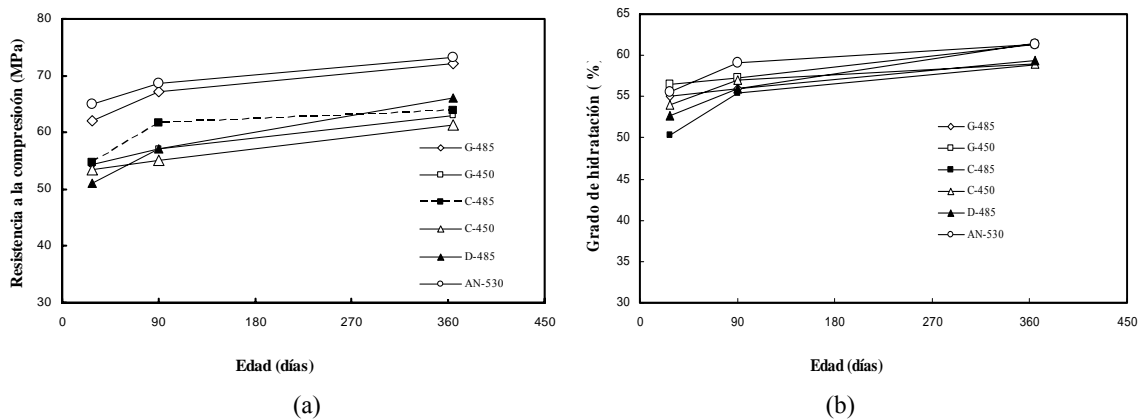 80
70
60
50
40
30
0
90
180
270
360
450
Resistencia a la compresión (MPa)
Edad (días)
G-485
G-450
C-485
C-450
D-485
AN-530
(a)
65
60
55
50
45
40
35
30
0
90
180
270
360
450
Grado de hidratación ( %
Edad (días)
G-485
G-450
C-485
C-450
D-485
AN-530
(b)